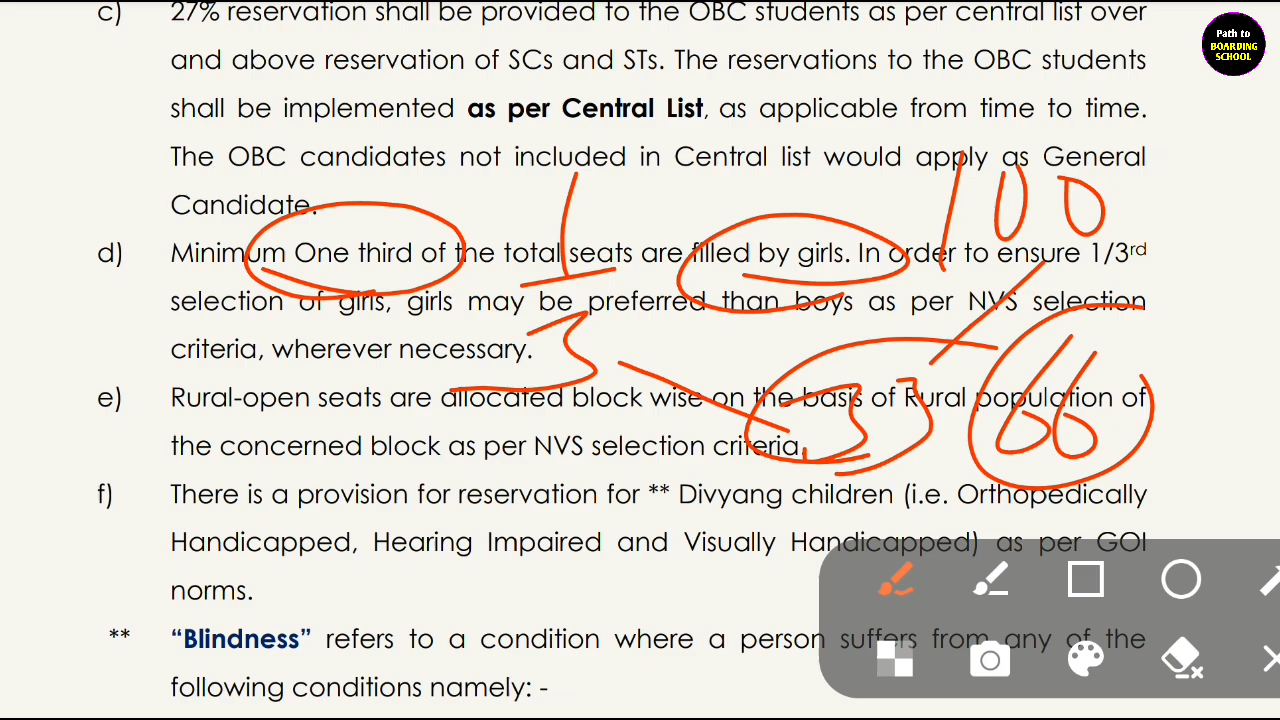 c) 27% reservation shall be provided to the OBC students as per central list over
and above reservation of SCs and STs. The reservations to the OBC students
shall be implemented as per Central List, as applicable from time to time.
The OBC candidates not included in Central list would apply as General
Candidate.
d) Minimum One third of the total seats are filled by girls. In order to ensure 1/3rd
selection of girls, girls may be preferred than boys as per NVS selection
criteria, wherever necessary.
e) Rural-open seats are allocated block wise on the basis of Rural population of
the concerned block as per NVS selection criteria.
f) There is a provision for reservation for ** Divyang children (i.e. Orthopedically
Handicapped, Hearing Impaired and Visually Handicapped) as per GOI
norms.
** “Blindness” refers to a condition where a person suffers from any of the
following conditions namely: -
Path to
BOARDING
SCHOOL
1
3
100
33
66